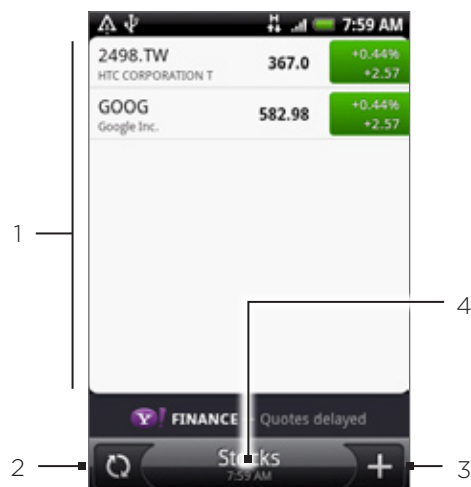 7:59 AM
2498.TW 367.0 +0.44%
HTC CORPORATION T +2.57
GOOG 582.98 +0.44%
Google Inc. +2.57
1
4
Y! FINANCE - Quotes delayed
2 Stocks 3
7:59 AM